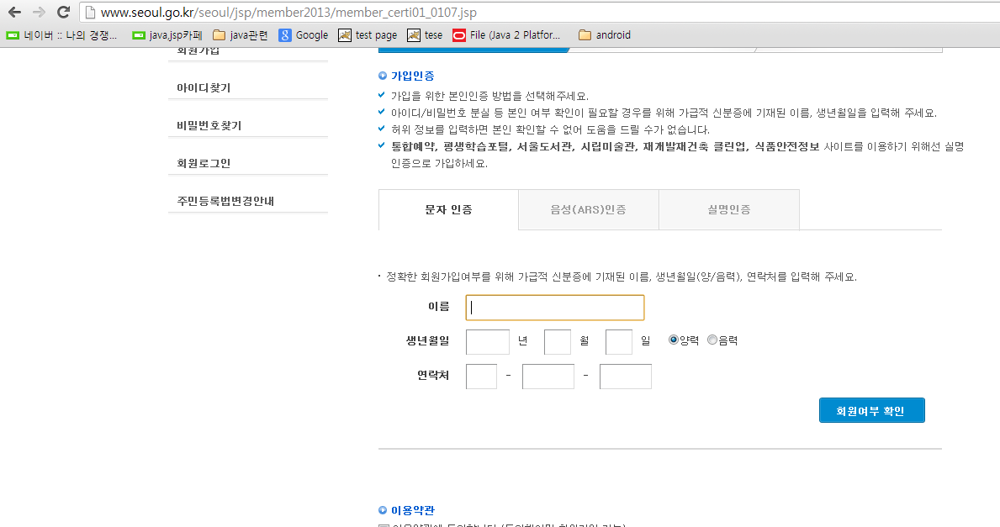 www.seoul.go.kr/seoul/jsp/member2013/member_certi01_0107.jsp
네이버 :: 나의 경쟁... java,jsp카페 java관련 Google test page tese File (Java 2 Platfor... android
회원가입
아이디찾기
비밀번호찾기
회원로그인
주민등록법변경안내
가입인증
가입을 위한 본인인증 방법을 선택해주세요.
아이디/비밀번호 분실 등 본인 여부 확인이 필요할 경우를 위해 가급적 신분증에 기재된 이름, 생년월일을 입력해 주세요.
허위 정보를 입력하면 본인 확인할 수 없어 도움을 드릴 수가 없습니다.
통합예약, 평생학습포털, 서울도서관, 시립미술관, 재개발재건축 클린업, 식품안전정보 사이트를 이용하기 위해선 실명
인증으로 가입하세요.
문자 인증 음성(ARS)인증 실명인증
· 정확한 회원가입여부를 위해 가급적 신분증에 기재된 이름, 생년월일(양/음력), 연락처를 입력해 주세요.
이름
생년월일 년 월 일 양력 음력
연락처 - -
회원여부 확인
이용약관